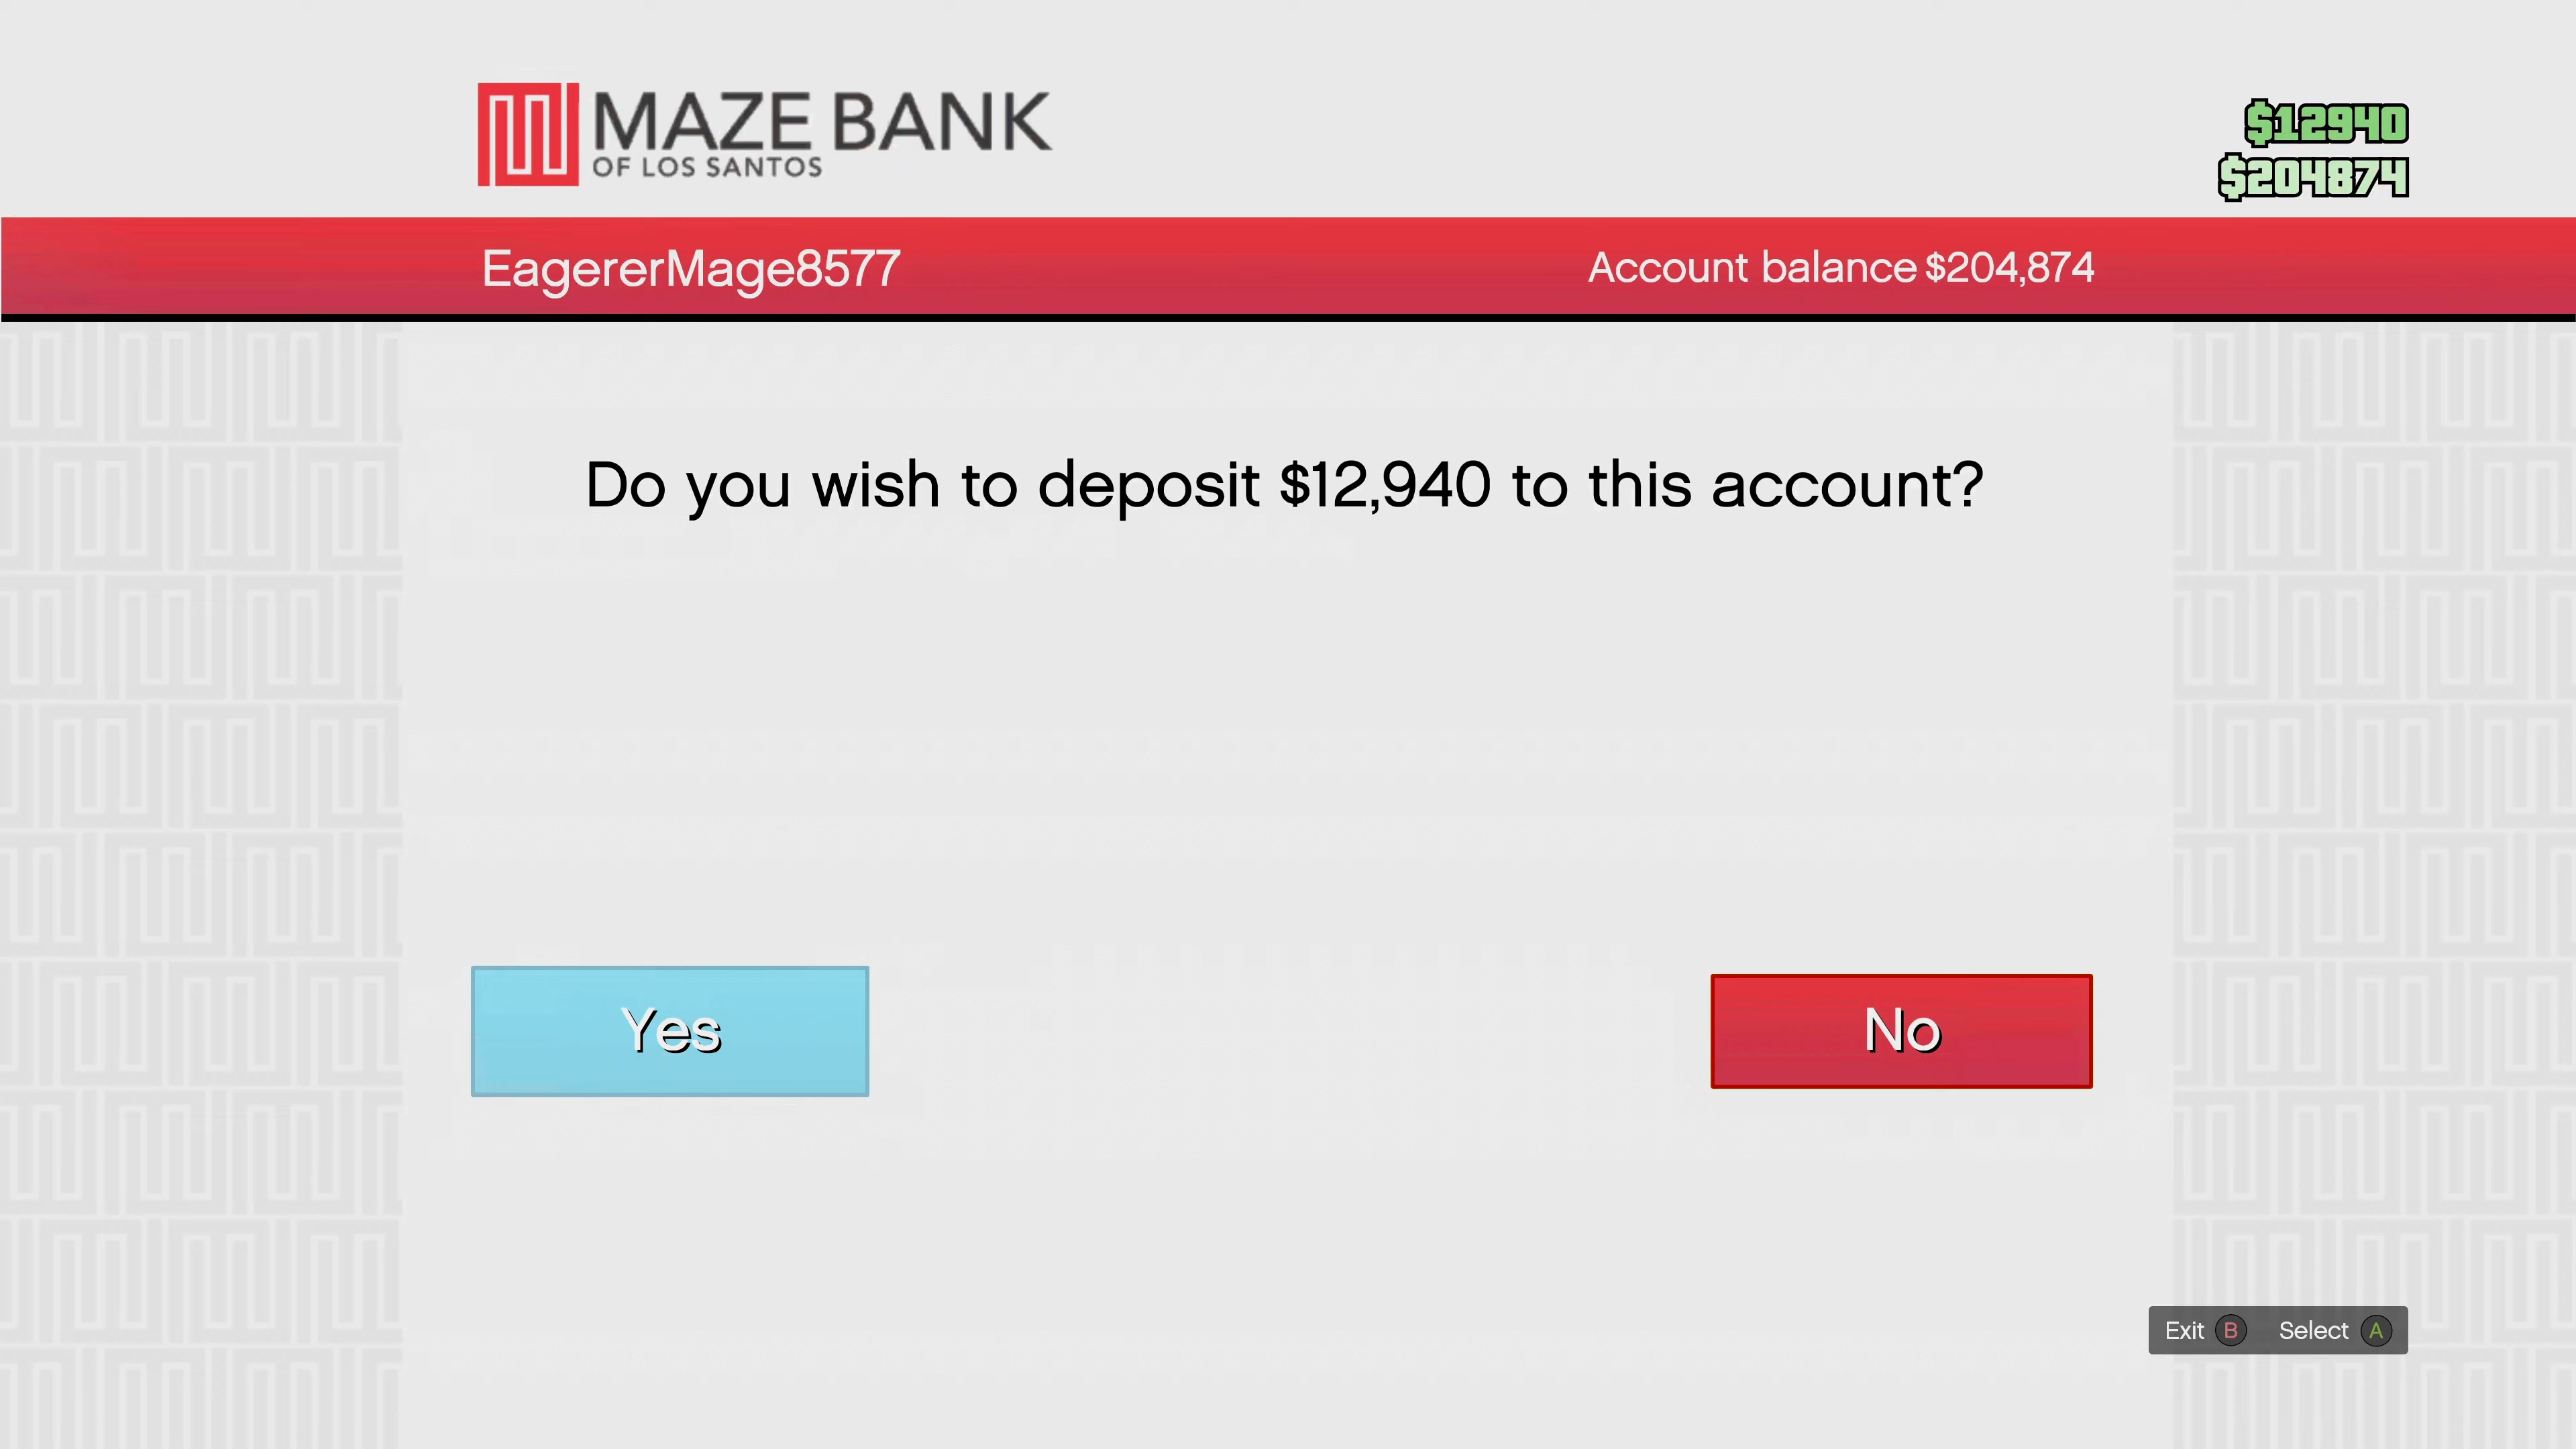 MAZE BANK
OF LOS SANTOS
$12940
$204874
EagererMage8577
Account balance $204,874
Do you wish to deposit $12,940 to this account?
Yes
No
Exit B Select A